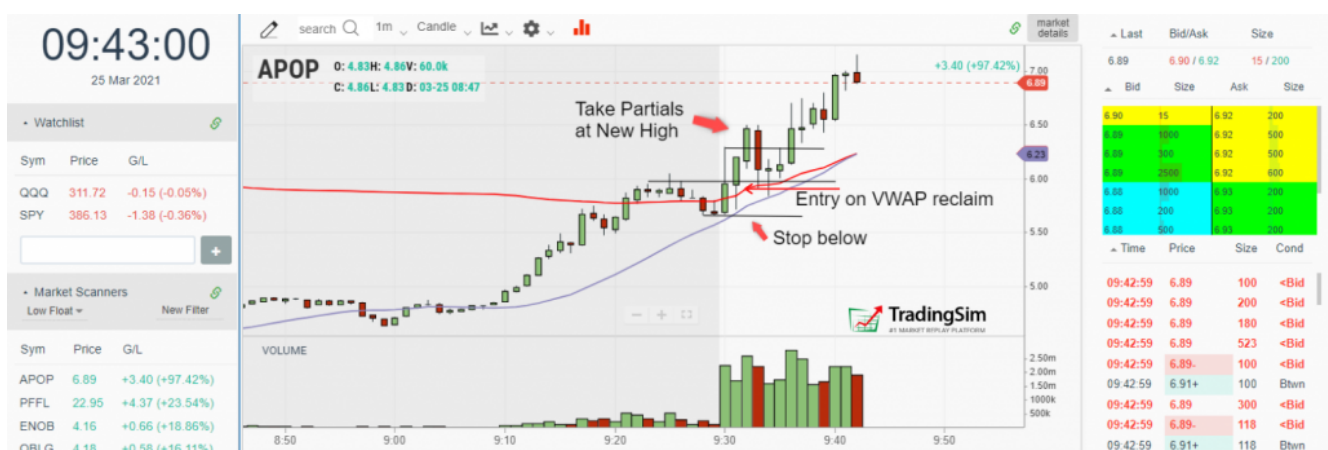 09:43:00
25 Mar 2021
Watchlist
Sym Price G/L
QQQ 311.72 -0.15 (-0.05%)
SPY 386.13 -1.38 (-0.36%)
+
Market Scanners
Low Float New Filter
Sym Price G/L
APOP 6.89 +3.40 (+97.42%)
PFFL 22.95 +4.37 (+23.54%)
ENOB 4.16 +0.66 (+18.86%)
OBLG 4.18 +0.58 (+16.11%)
search 1m Candle
market
details
APOP O: 4.83H: 4.86V: 60.0k
C: 4.86L: 4.83 D: 03-25 08:47
+3.40 (+97.42%)
7.00
6.89
6.50
6.23
6.00
5.50
5.00
Take Partials
at New High
Entry on VWAP reclaim
Stop below
TradingSim
#1 MARKET REPLAY PLATFORM
VOLUME
2.50m
2.00m
1.50m
1000k
500k
8:50 9:00 9:10 9:20 9:30 9:40 9:50
Last Bid/Ask Size
6.89 6.90 / 6.92 15 / 200
Bid Size Ask Size
6.90 15 6.92 200
6.89 1000 6.92 500
6.89 300 6.92 500
6.89 2500 6.92 600
6.88 1000 6.93 200
6.88 200 6.93 200
6.88 500 6.93 200
Time Price Size Cond
09:42:59 6.89 100 <Bid
09:42:59 6.89 200 <Bid
09:42:59 6.89 180 <Bid
09:42:59 6.89 523 <Bid
09:42:59 6.89- 100 <Bid
09:42:59 6.91+ 100 Btwn
09:42:59 6.89 300 <Bid
09:42:59 6.89- 118 <Bid
09:42:59 6.91+ 118 Btwn